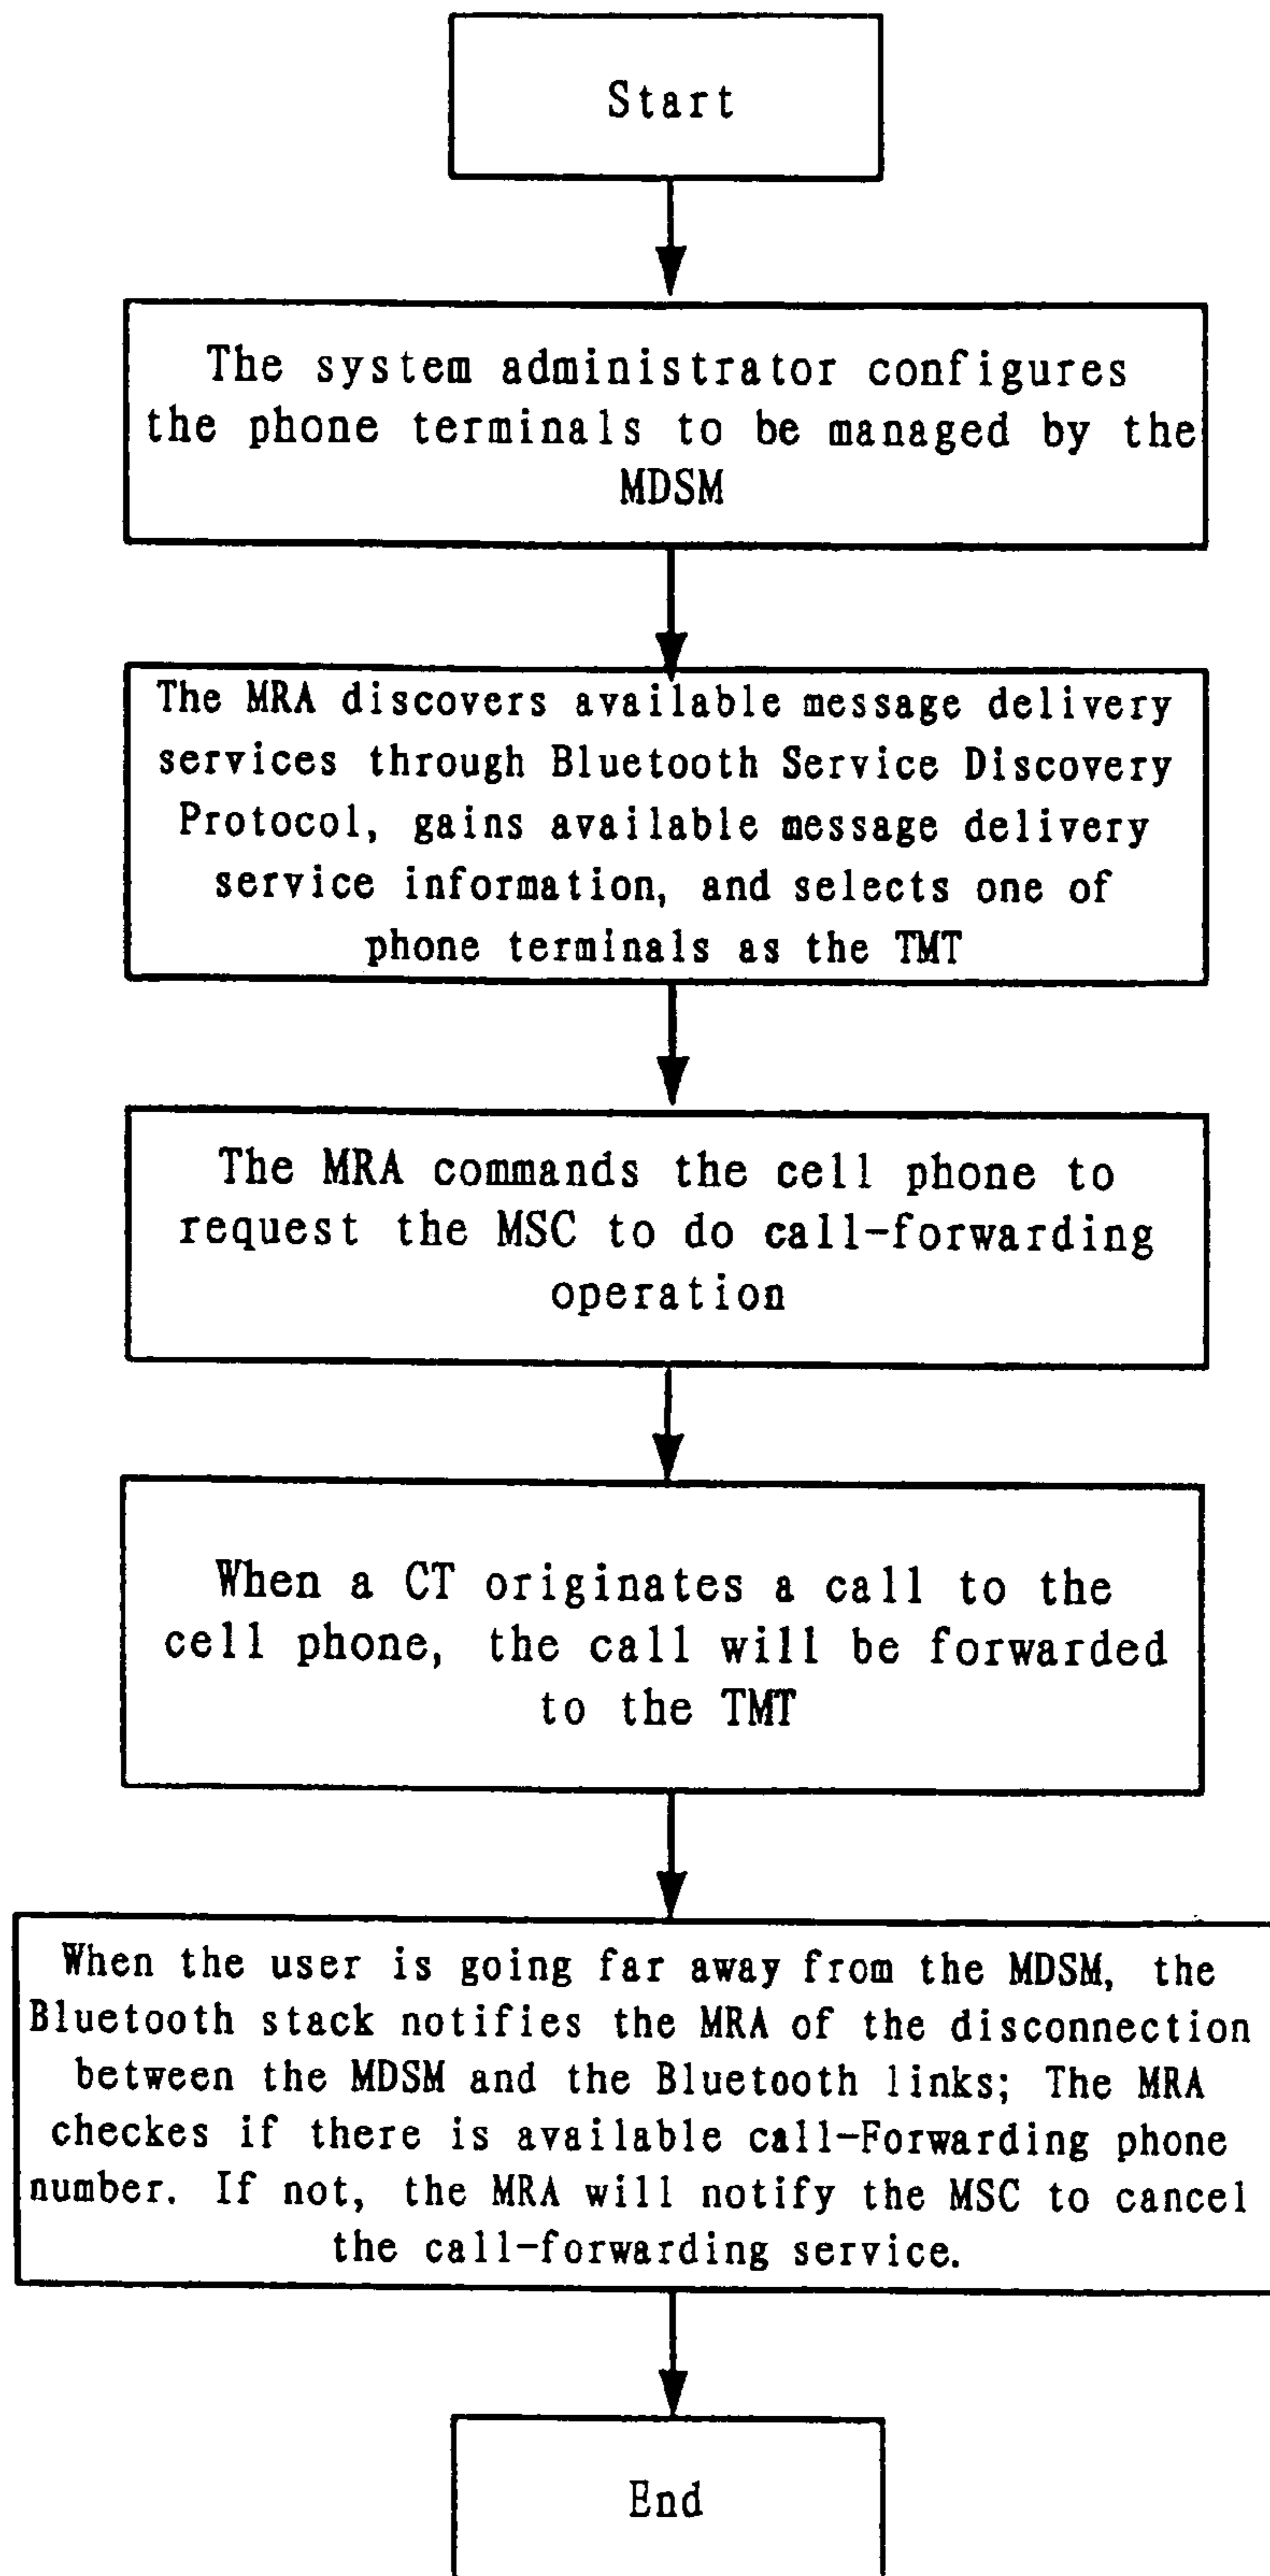 Start
The system administrator configures
the phone terminals to be managed by the
MDSM
The MRA discovers available message delivery
services through Bluetooth Service Discovery
Protocol, gains available message delivery
service information, and selects one of
phone terminals as the TMT
The MRA commands the cell phone to
request the MSC to do call-forwarding
operation
When a CT originates a call to the
cell phone, the call will be forwarded
to the TMT
When the user is going far away from the MDSM, the
Bluetooth stack notifies the MRA of the disconnection
between the MDSM and the Bluetooth links; The MRA
checkes if there is available call-Forwarding phone
number. If not, the MRA will notify the MSC to cancel
the call-forwarding service.
End